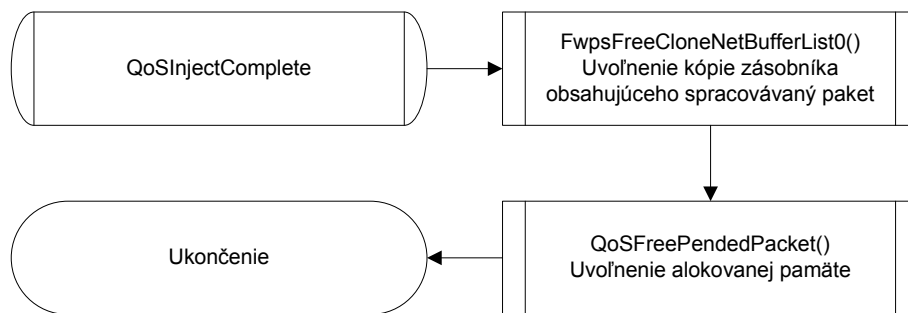 QoSInjectComplete
FwpsFreeCloneNetBufferList0()
Uvoľnenie kópie zásobníka
obsahujúceho spracovávaný paket
QoSFreePendedPacket()
Uvoľnenie alokovanej pamäte
Ukončenie